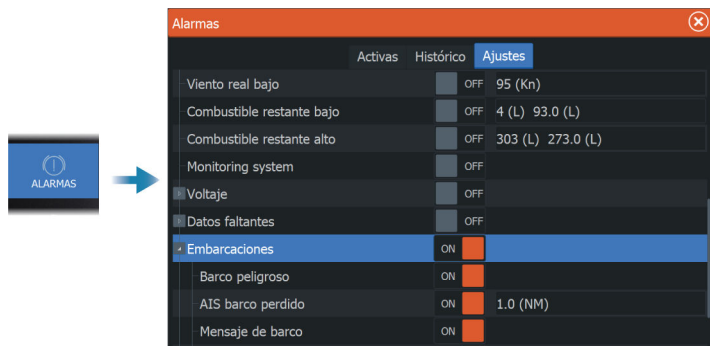 Alarmas
Activas Histórico Ajustes
Viento real bajo OFF 95 (Kn)
Combustible restante bajo OFF 4 (L) 93.0 (L)
Combustible restante alto OFF 303 (L) 273.0 (L)
Monitoring system OFF
ALARMAS
Voltaje OFF
Datos faltantes OFF
Embarcaciones ON
Barco peligroso ON
AIS barco perdido ON 1.0 (NM)
Mensaje de barco ON